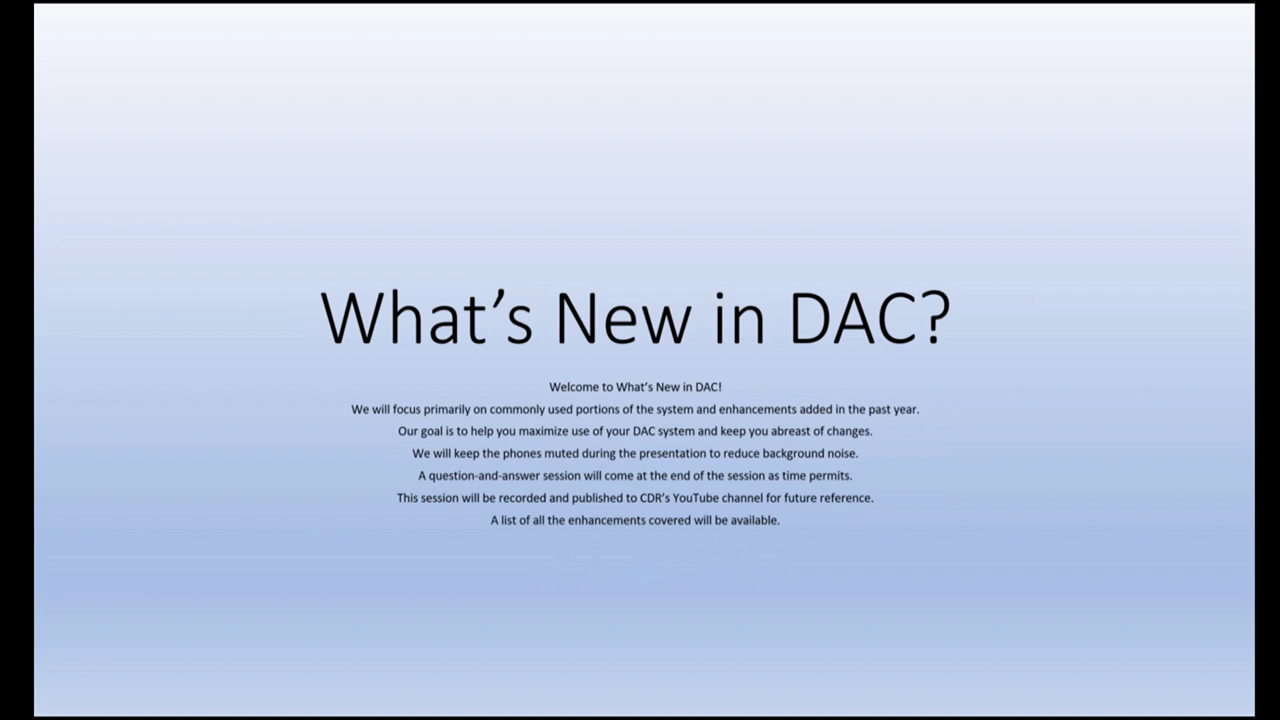 What’s New in DAC?
Welcome to What’s New in DAC!
We will focus primarily on commonly used portions of the system and enhancements added in the past year.
Our goal is to help you maximize use of your DAC system and keep you abreast of changes.
We will keep the phones muted during the presentation to reduce background noise.
A question-and-answer session will come at the end of the session as time permits.
This session will be recorded and published to CDR’s YouTube channel for future reference.
A list of all the enhancements covered will be available.